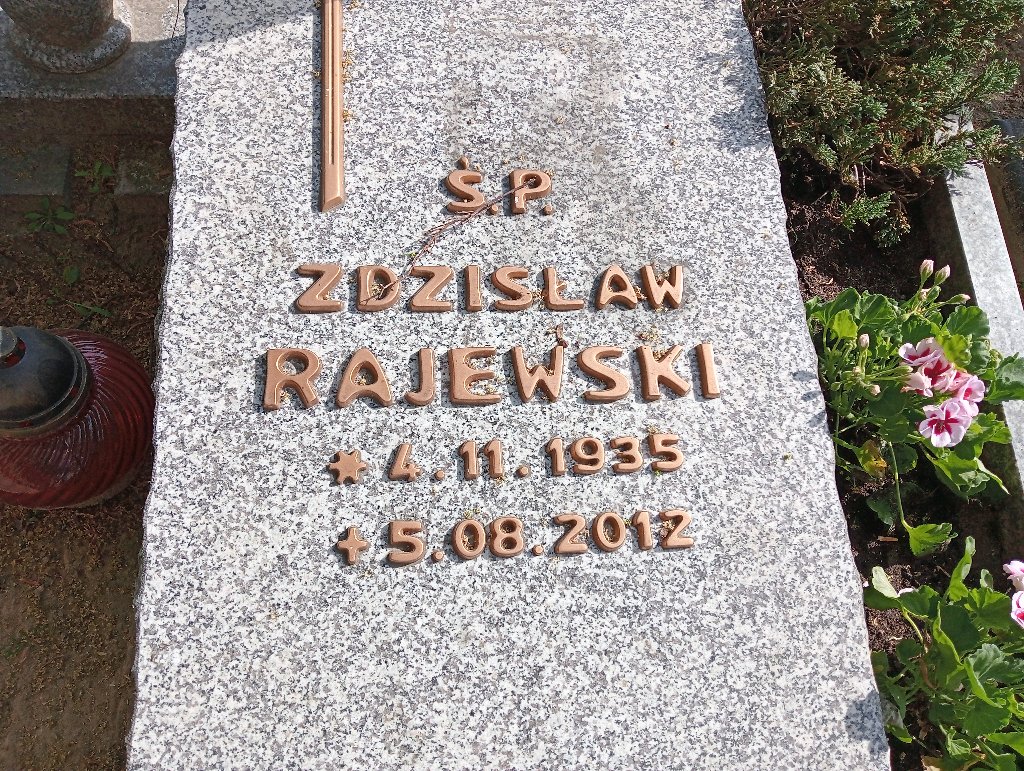 Ś.P.
ZDZISŁAW
RAJEWSKI
* 4.11.1935
+ 5.08.2012